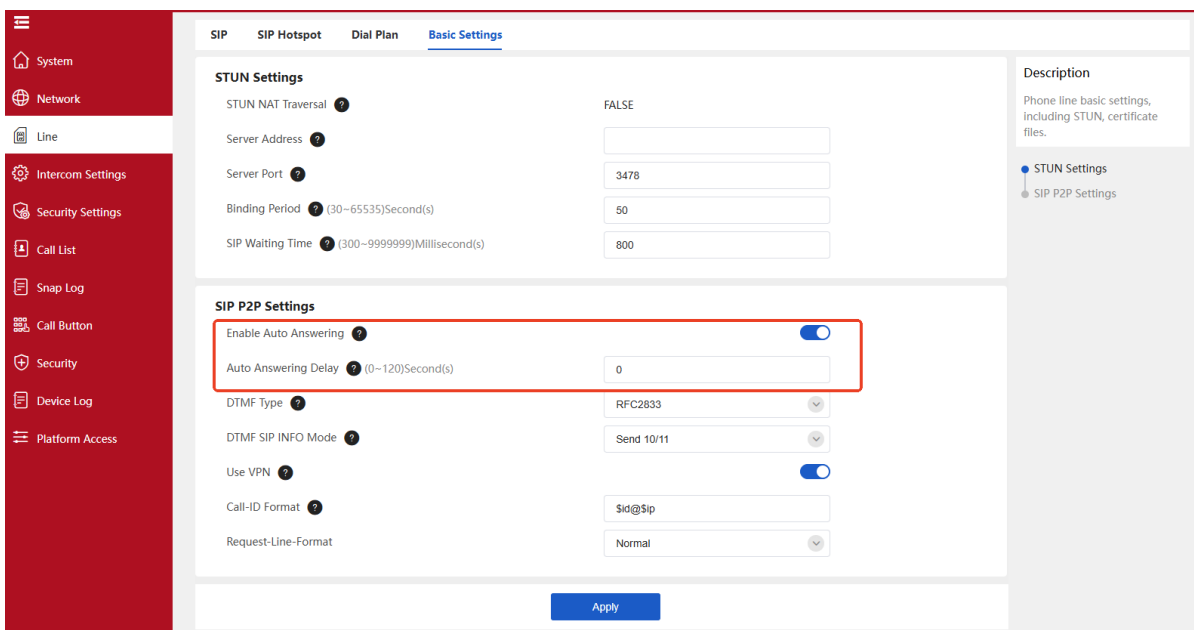 SIP SIP Hotspot Dial Plan Basic Settings
System
Network
Line
Intercom Settings
Security Settings
Call List
Snap Log
Call Button
Security
Device Log
Platform Access
STUN Settings
STUN NAT Traversal ? FALSE
Server Address ?
Server Port ? 3478
Binding Period ? (30~65535)Second(s) 50
SIP Waiting Time ? (300~9999999)Millisecond(s) 800
SIP P2P Settings
Enable Auto Answering ?
Auto Answering Delay ? (0~120)Second(s) 0
DTMF Type ? RFC2833
DTMF SIP INFO Mode ? Send 10/11
Use VPN ?
Call-ID Format ? $id@$ip
Request-Line-Format Normal
Apply
Description
Phone line basic settings,
including STUN, certificate
files.
STUN Settings
SIP P2P Settings